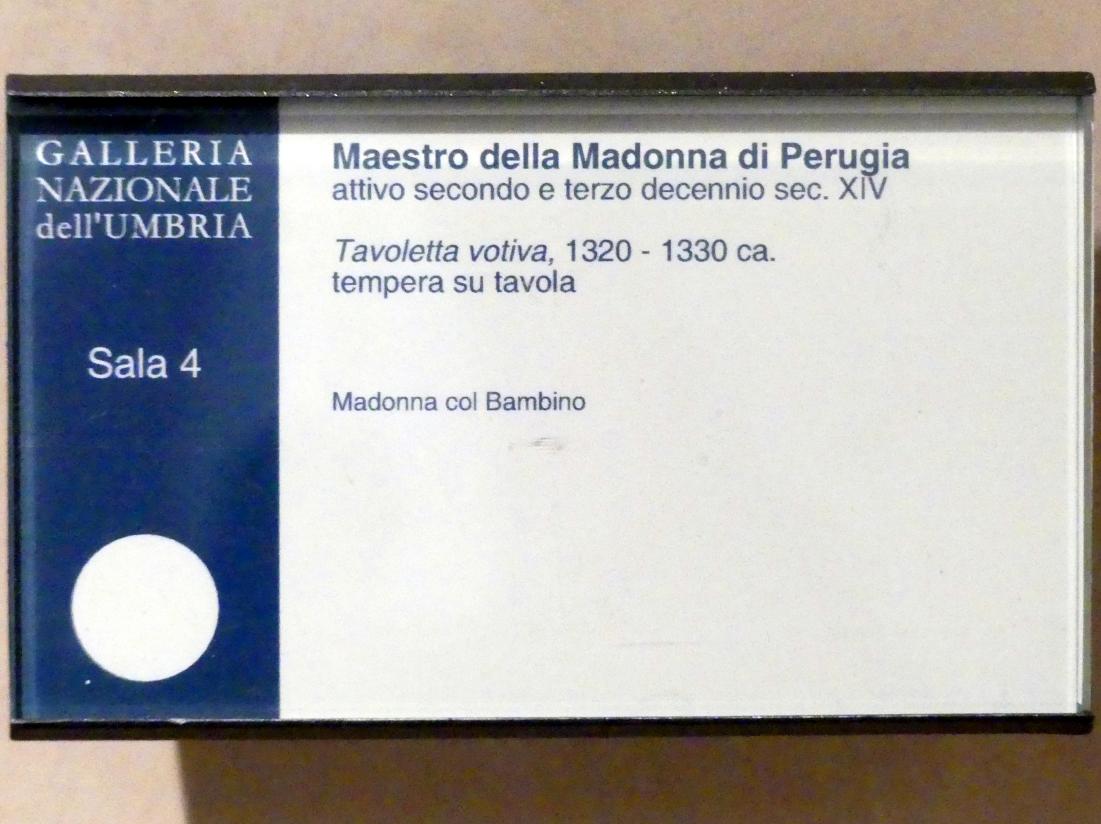 GALLERIA
NAZIONALE
dell'UMBRIA
Sala 4
Maestro della Madonna di Perugia
attivo secondo e terzo decennio sec. XIV
Tavoletta votiva, 1320 - 1330 ca.
tempera su tavola
Madonna col Bambino